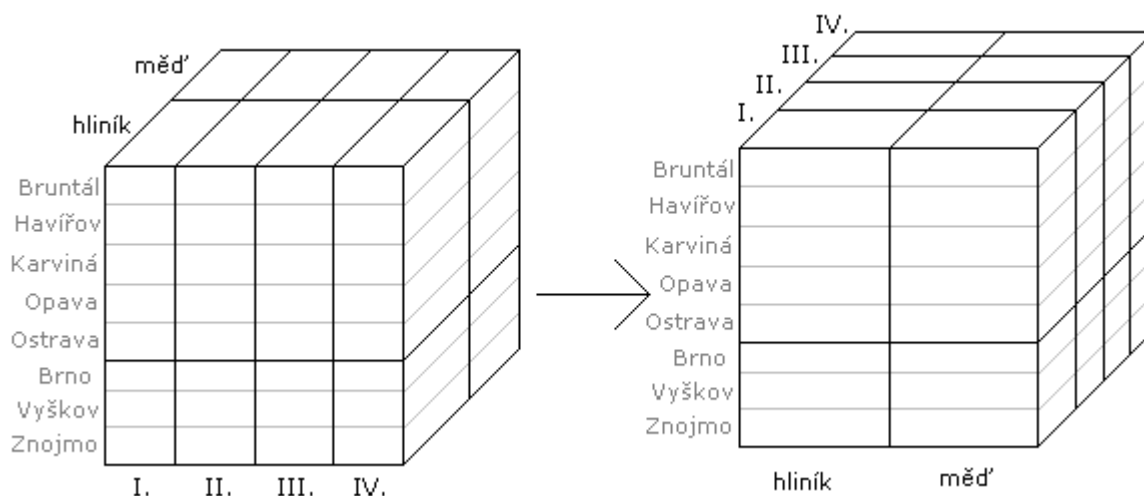 měď
hliník
Bruntál
Havířov
Karviná
Opava
Ostrava
Brno
Vyškov
Znojmo
I. II. III. IV.
IV.
III.
II.
I.
Bruntál
Havířov
Karviná
Opava
Ostrava
Brno
Vyškov
Znojmo
hliník měď